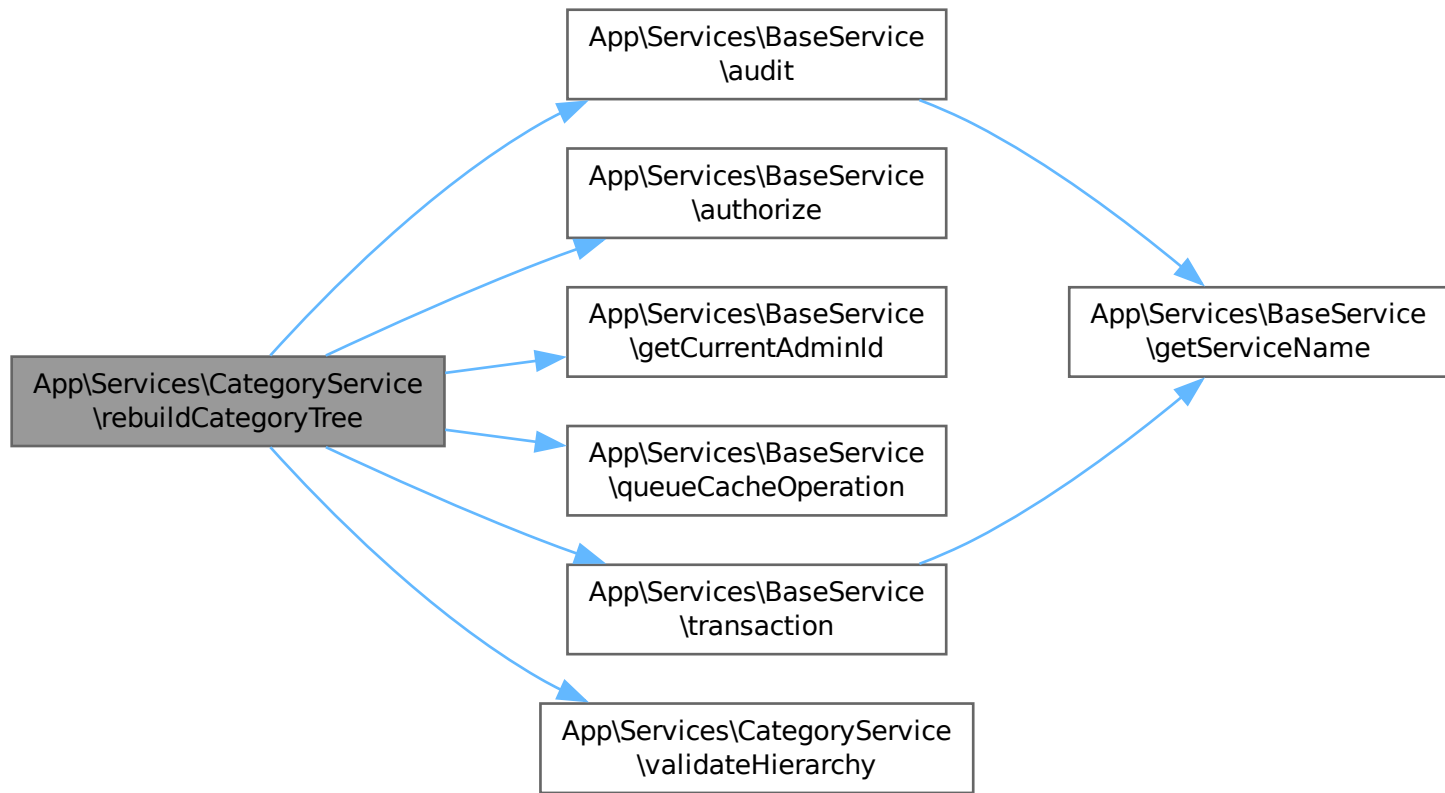 App\Services\CategoryService
\rebuildCategoryTree
App\Services\BaseService
\audit
App\Services\BaseService
\authorize
App\Services\BaseService
\getCurrentAdminId
App\Services\BaseService
\queueCacheOperation
App\Services\BaseService
\transaction
App\Services\CategoryService
\validateHierarchy
App\Services\BaseService
\getServiceName